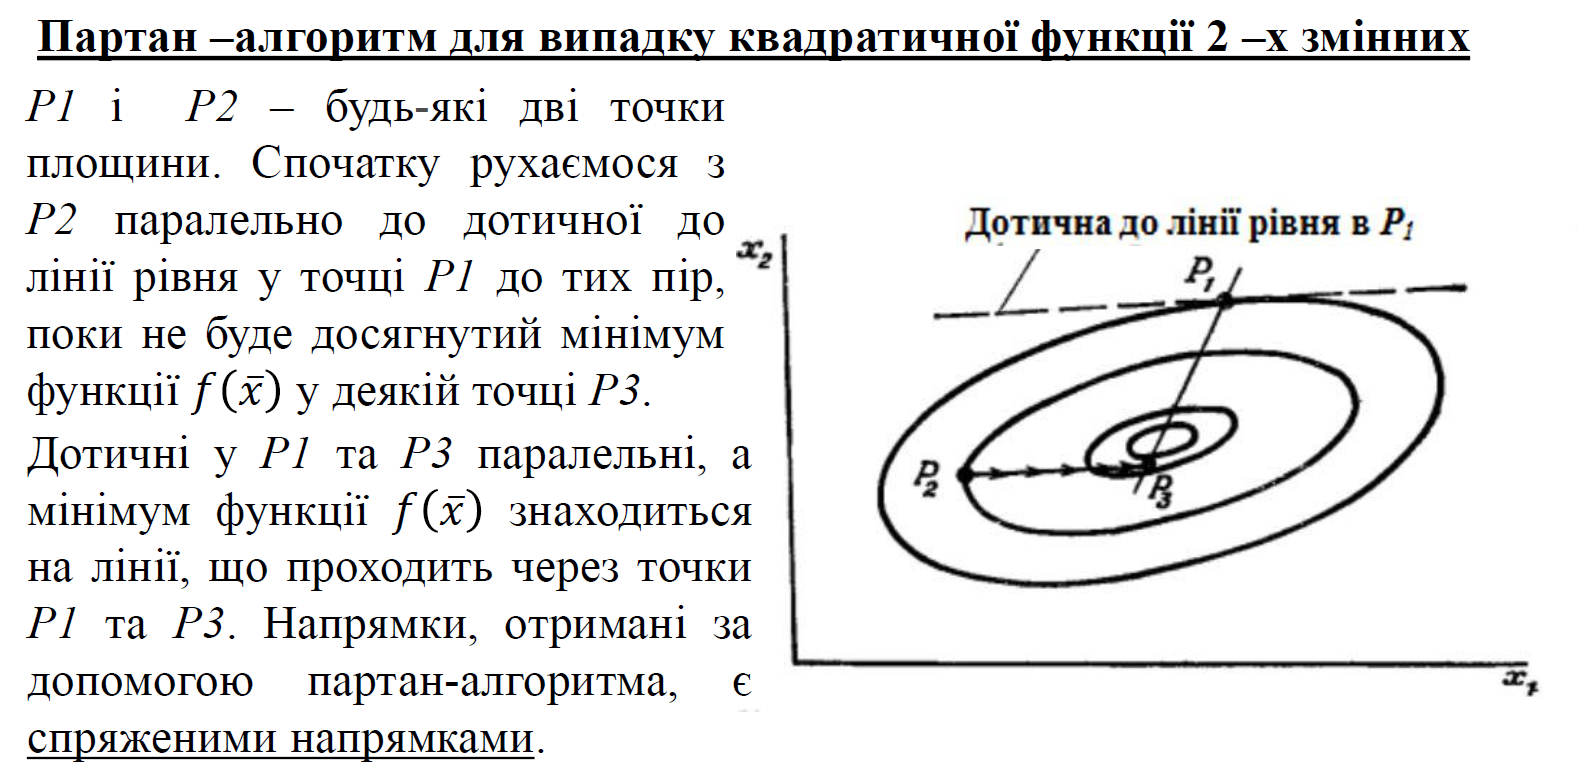 Партан –алгоритм для випадку квадратичної функції 2 –х змінних
P1 і P2 – будь-які дві точки
площини. Спочатку рухаємося з
P2 паралельно до дотичної до
лінії рівня у точці P1 до тих пір,
поки не буде досягнутий мінімум
функції f(x̄) у деякій точці P3.
Дотичні у P1 та P3 паралельні, а
мінімум функції f(x̄) знаходиться
на лінії, що проходить через точки
P1 та P3. Напрямки, отримані за
допомогою партан-алгоритма, є
спряженими напрямками.
Дотична до лінії рівня в P₁
x₂
P₁
P₂
P₃
x₁